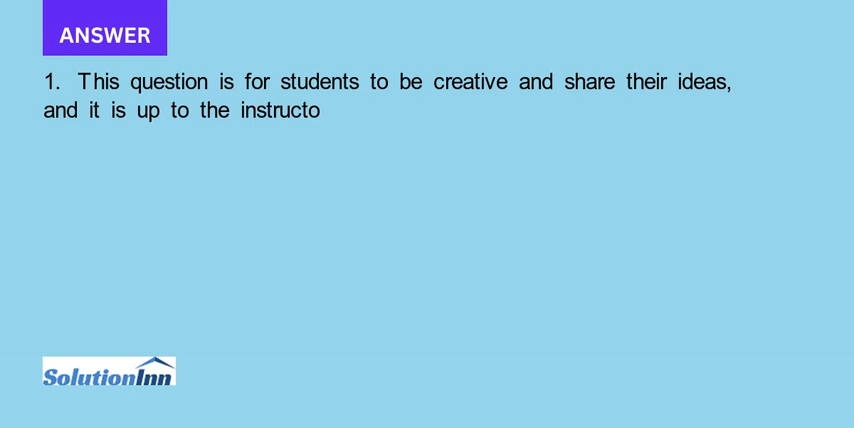 ANSWER
1. This question is for students to be creative and share their ideas,
and it is up to the instructo
SolutionInn